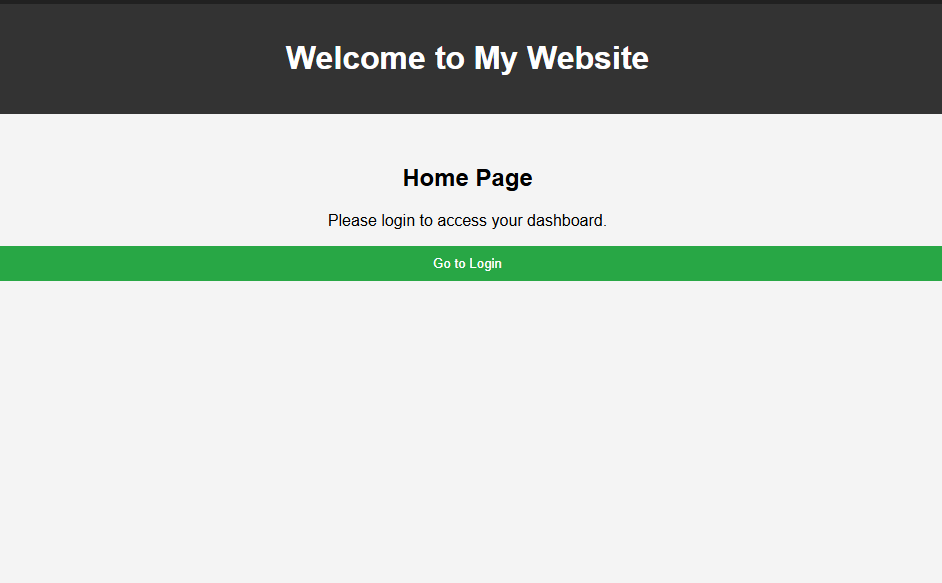 Welcome to My Website
Home Page
Please login to access your dashboard.
Go to Login